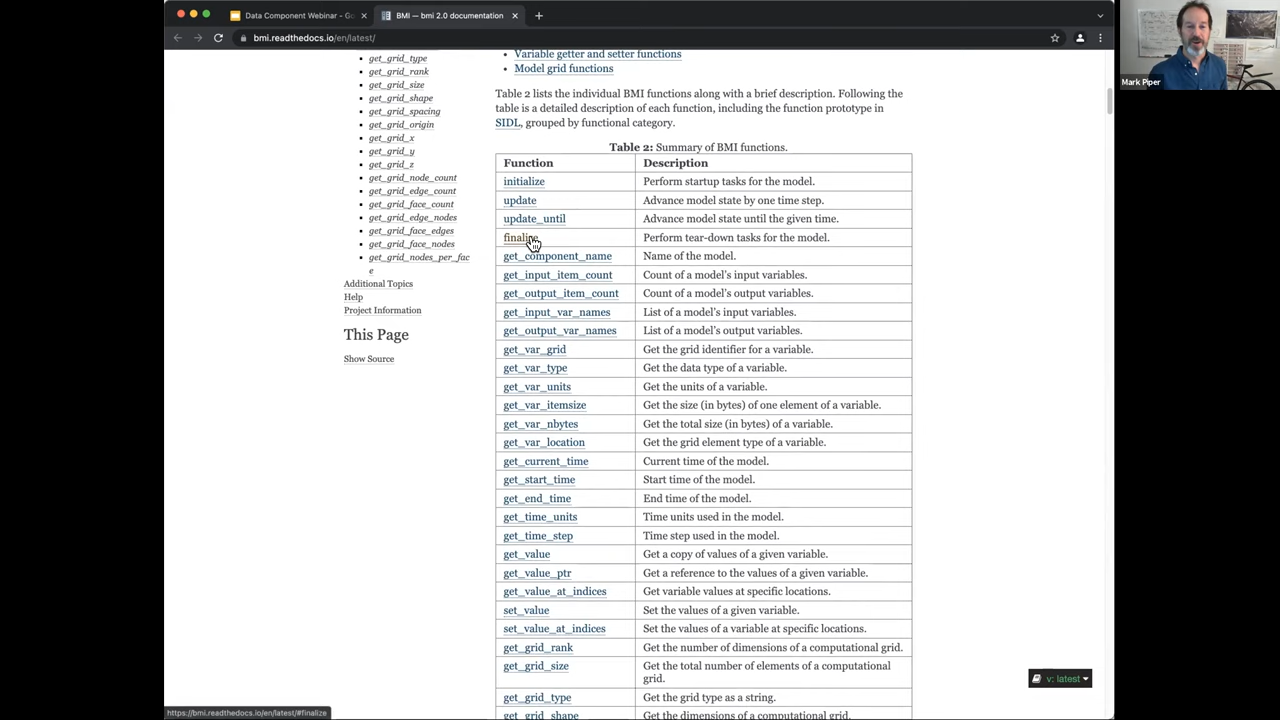 Data Component Webinar - Go
BMI — bmi 2.0 documentation
bmi.readthedocs.io/en/latest/
Mark Piper
get_grid_type
get_grid_rank
get_grid_size
get_grid_shape
get_grid_spacing
get_grid_origin
get_grid_x
get_grid_y
get_grid_z
get_grid_node_count
get_grid_edge_count
get_grid_face_count
get_grid_edge_nodes
get_grid_face_edges
get_grid_face_nodes
get_grid_nodes_per_fac
e
Additional Topics
Help
Project Information
This Page
Show Source
Variable getter and setter functions
Model grid functions
Table 2 lists the individual BMI functions along with a brief description. Following the
table is a detailed description of each function, including the function prototype in
SIDL, grouped by functional category.
Table 2: Summary of BMI functions.
Function Description
initialize Perform startup tasks for the model.
update Advance model state by one time step.
update_until Advance model state until the given time.
finalize Perform tear-down tasks for the model.
get_component_name Name of the model.
get_input_item_count Count of a model's input variables.
get_output_item_count Count of a model's output variables.
get_input_var_names List of a model's input variables.
get_output_var_names List of a model's output variables.
get_var_grid Get the grid identifier for a variable.
get_var_type Get the data type of a variable.
get_var_units Get the units of a variable.
get_var_itemsize Get the size (in bytes) of one element of a variable.
get_var_nbytes Get the total size (in bytes) of a variable.
get_var_location Get the grid element type of a variable.
get_current_time Current time of the model.
get_start_time Start time of the model.
get_end_time End time of the model.
get_time_units Time units used in the model.
get_time_step Time step used in the model.
get_value Get a copy of values of a given variable.
get_value_ptr Get a reference to the values of a given variable.
get_value_at_indices Get variable values at specific locations.
set_value Set the values of a given variable.
set_value_at_indices Set the values of a variable at specific locations.
get_grid_rank Get the number of dimensions of a computational grid.
get_grid_size Get the total number of elements of a computational
grid.
get_grid_type Get the grid type as a string.
get_grid_shape Get the dimensions of a computational grid.
v: latest
https://bmi.readthedocs.io/en/latest/#finalize